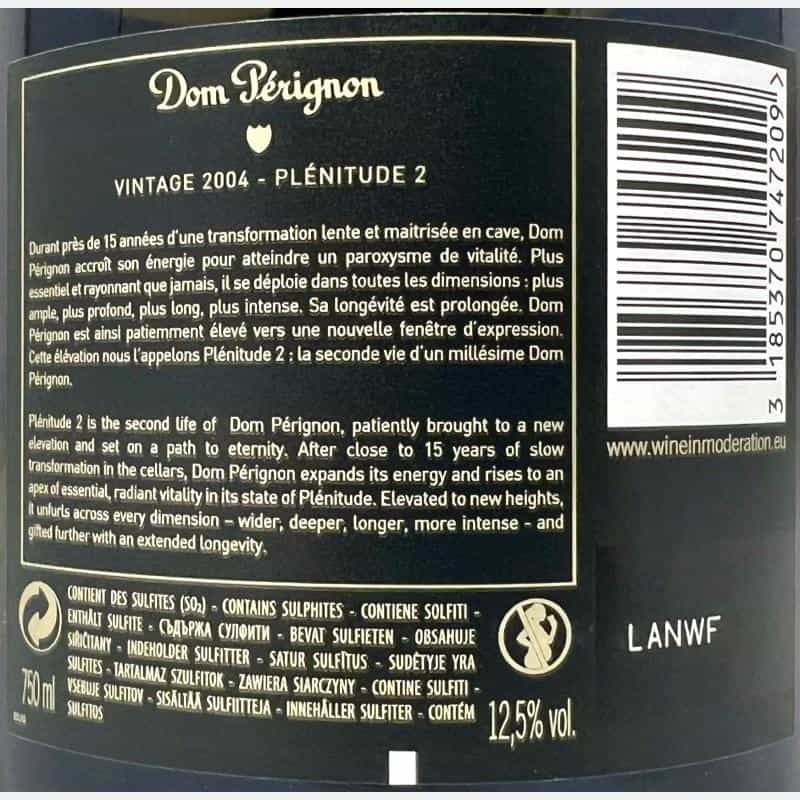 Dom Pérignon
VINTAGE 2004 - PLÉNITUDE 2
Durant près de 15 années d'une transformation lente et maitrisée en cave, Dom
Pérignon accroît son énergie pour atteindre un paroxysme de vitalité. Plus
essentiel et rayonnant que jamais, il se déploie dans toutes les dimensions : plus
ample, plus profond, plus long, plus intense. Sa longévité est prolongée. Dom
Pérignon est ainsi patiemment élevé vers une nouvelle fenêtre d'expression.
Cette élévation nous l'appelons Plénitude 2 : la seconde vie d'un millésime Dom
Pérignon.
Plénitude 2 is the second life of Dom Pérignon, patiently brought to a new
elevation and set on a path to eternity. After close to 15 years of slow
transformation in the cellars, Dom Pérignon expands its energy and rises to an
apex of essential, radiant vitality in its state of Plénitude. Elevated to new heights,
it unfurls across every dimension – wider, deeper, longer, more intense - and
gifted further with an extended longevity.
CONTIENT DES SULFITES (SO₂) - CONTAINS SULPHITES - CONTIENE SOLFITI -
ENTHÄLT SULFITE - СЪДЪРЖА СУЛФИТИ - BEVAT SULFIETEN - OBSAHUJE
SIŘIČITANY - INDEHOLDER SULFITTER - SATUR SULFĪTUS - SUDĖTYJE YRA
SULFITES - TARTALMAZ SZULFITOK - ZAWIERA SIARCZYNY - CONTINE SULFITI -
VSEBUJE SULFITOV - SISÄLTÄÄ SULFIITTEJA - INNEHÅLLER SULFITER - CONTÉM
SULFITOS
750 ml
12,5% vol.
3 185370 747209 >
www.wineinmoderation.eu
LANWF